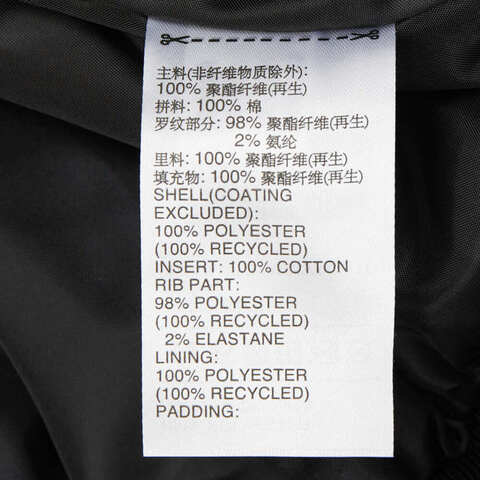 主料(非纤维物质除外):
100% 聚酯纤维(再生)
拼料: 100% 棉
罗纹部分: 98% 聚酯纤维(再生)
2% 氨纶
里料: 100% 聚酯纤维(再生)
填充物: 100% 聚酯纤维(再生)
SHELL(COATING
EXCLUDED):
100% POLYESTER
(100% RECYCLED)
INSERT: 100% COTTON
RIB PART:
98% POLYESTER
(100% RECYCLED)
2% ELASTANE
LINING:
100% POLYESTER
(100% RECYCLED)
PADDING: